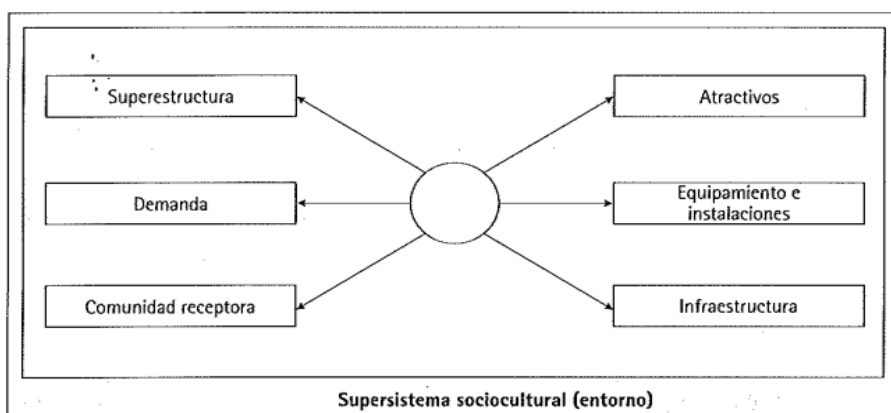 Superestructura
Atractivos
Demanda
Equipamiento e
instalaciones
Comunidad receptora
Infraestructura
Supersistema sociocultural (entorno)